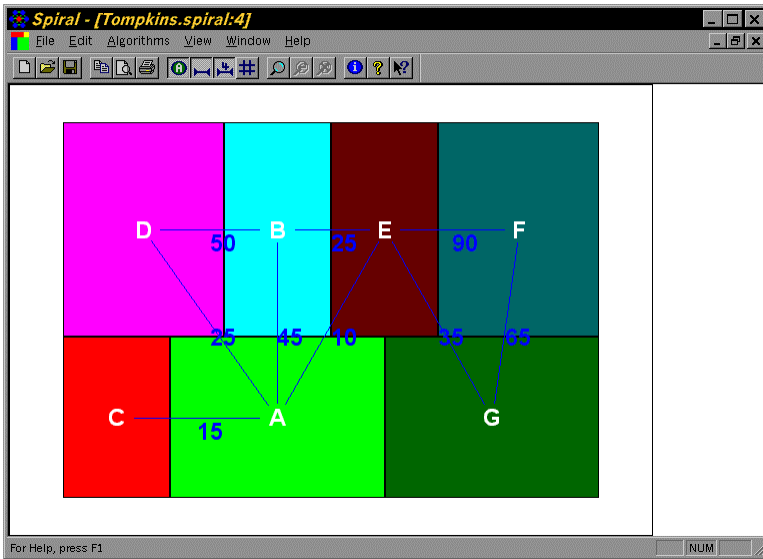 Spiral - [Tompkins.spiral:4]
File Edit Algorithms View Window Help
D B E F
50 25 90
25 45 10 35 65
C A G
15
For Help, press F1 NUM